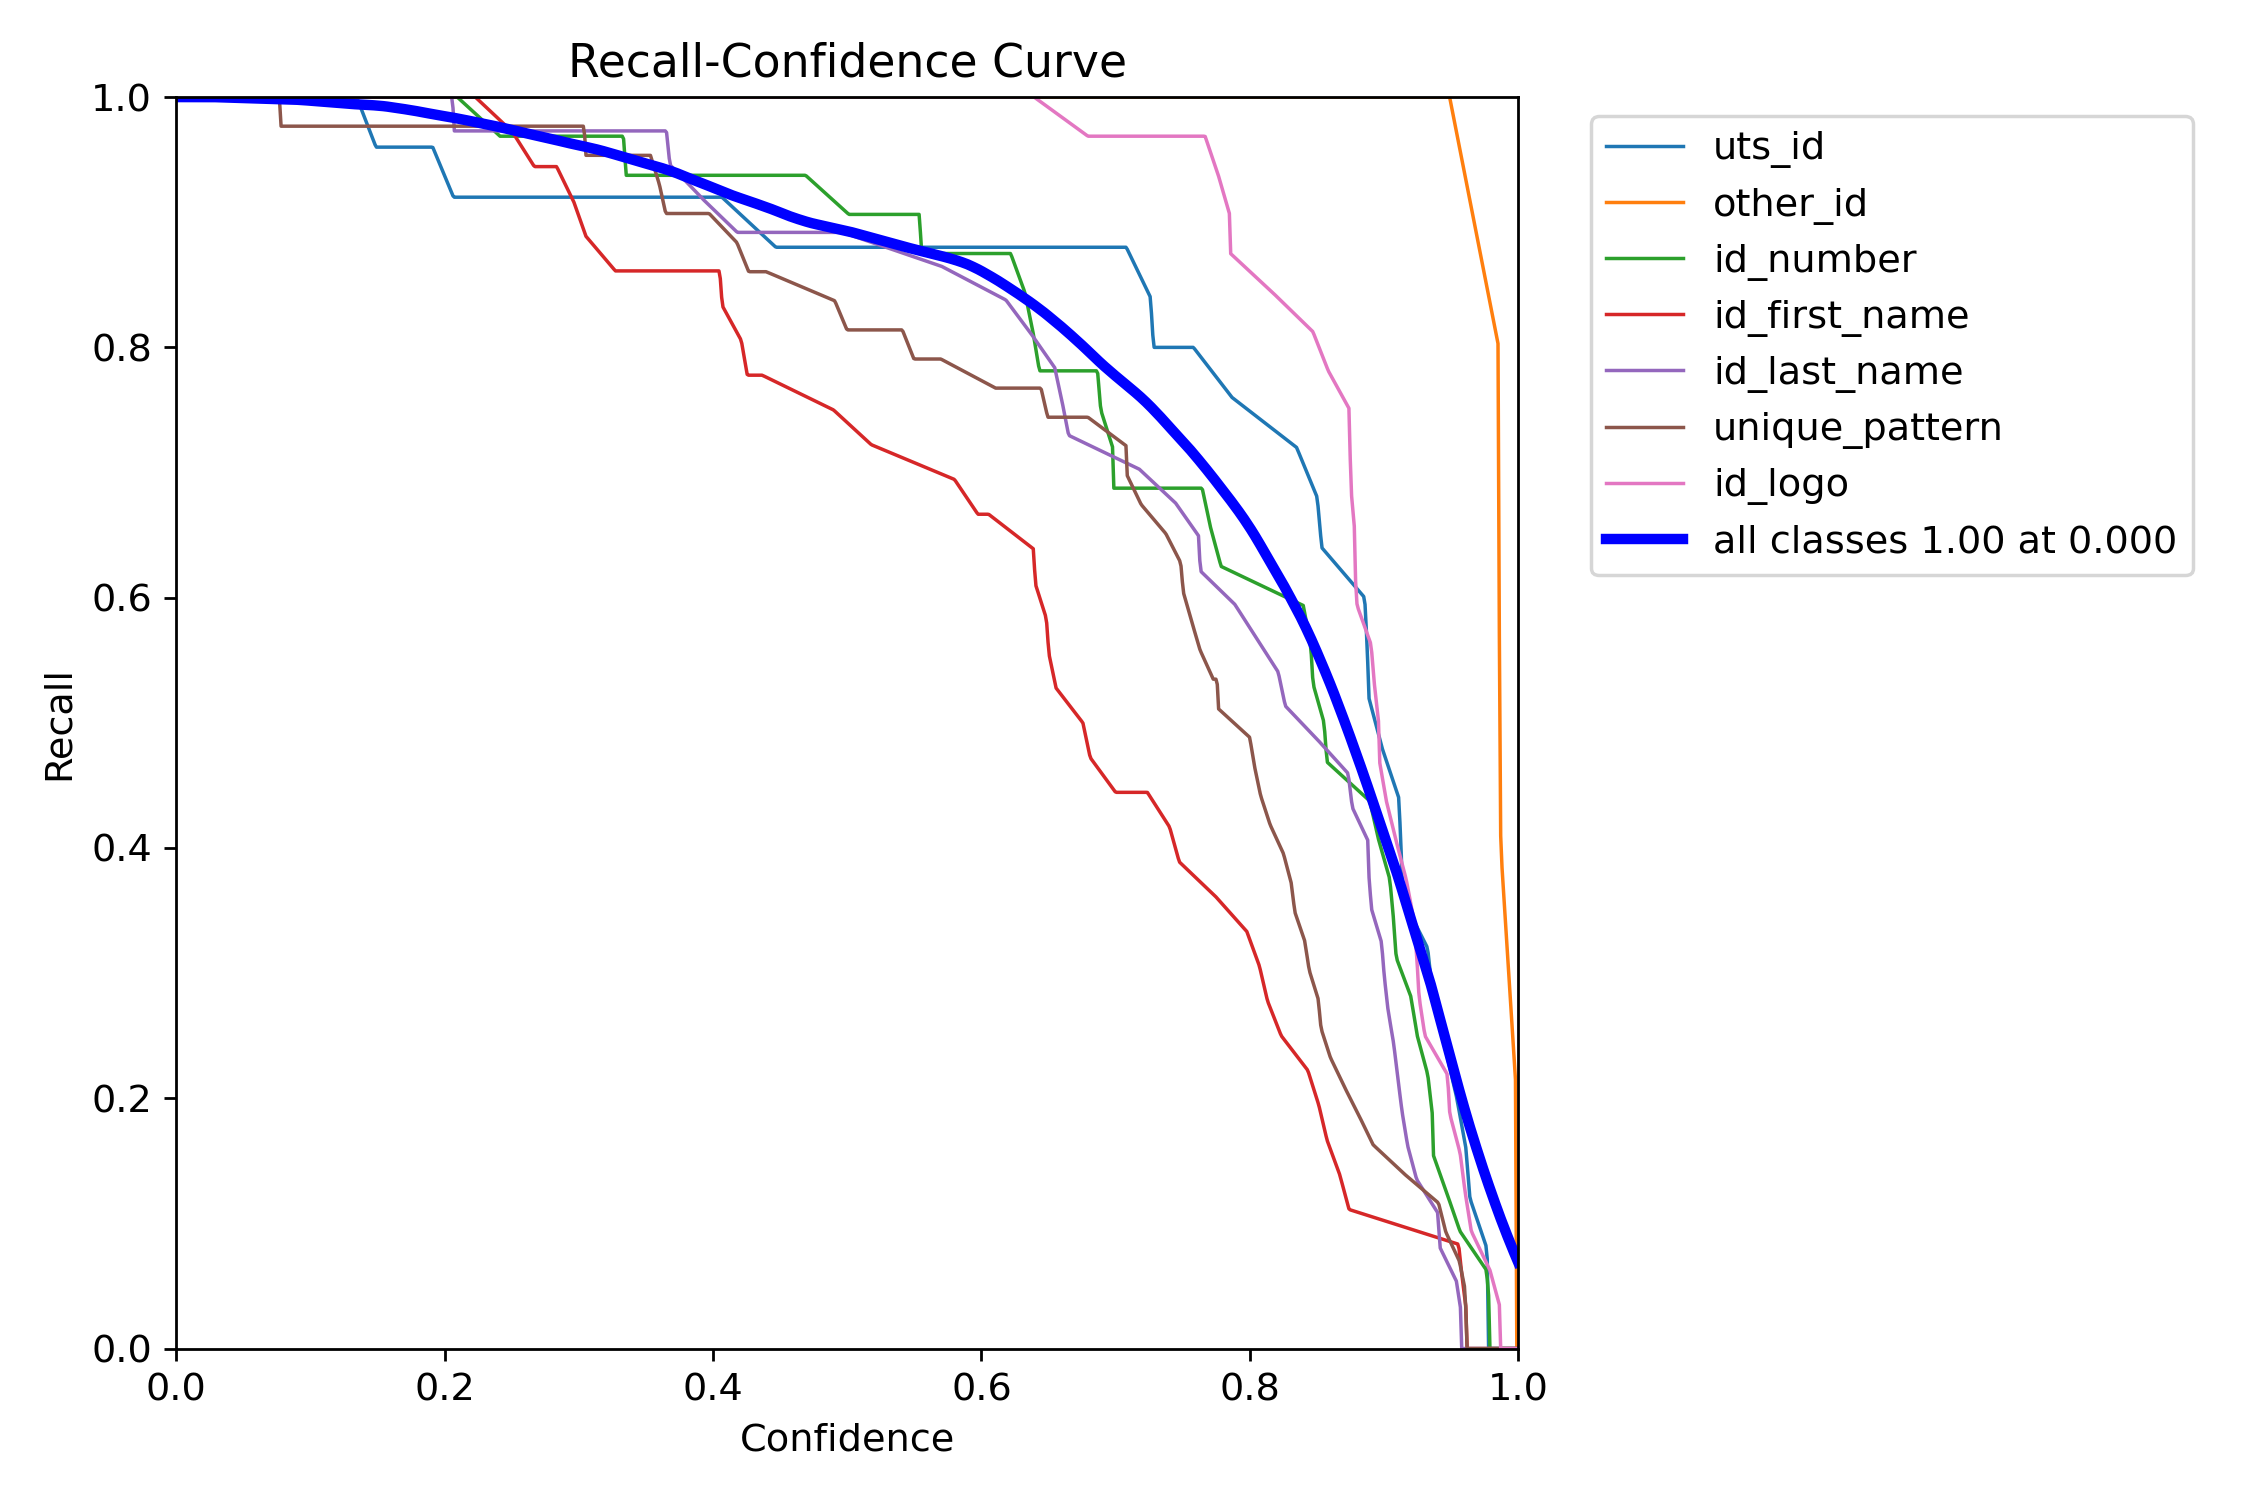 Recall-Confidence Curve
1.0
0.8
0.6
0.4
0.2
0.0
Recall
0.0 0.2 0.4 0.6 0.8 1.0
Confidence
uts_id
other_id
id_number
id_first_name
id_last_name
unique_pattern
id_logo
all classes 1.00 at 0.000